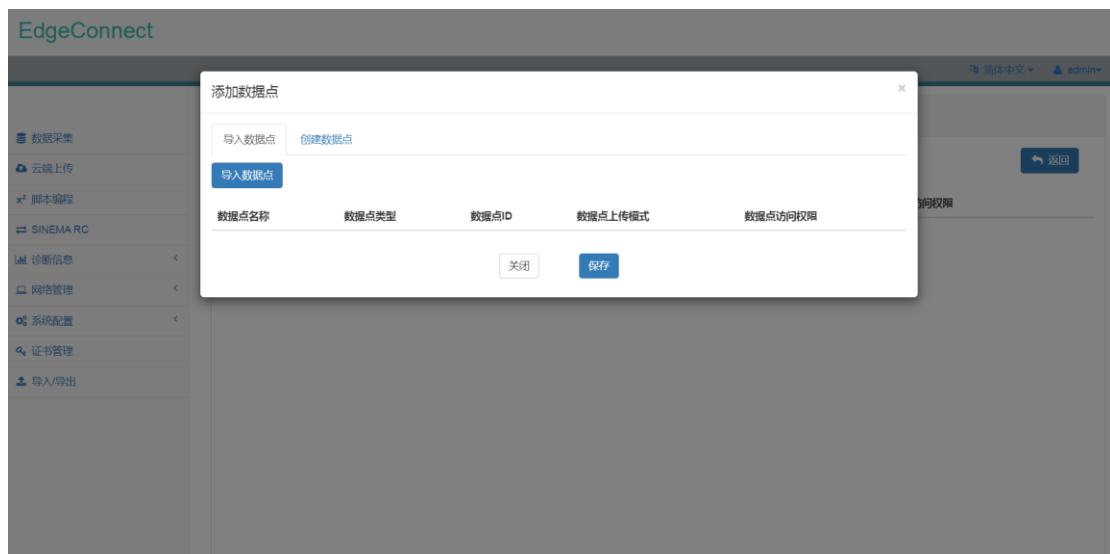 EdgeConnect
简体中文 admin
添加数据点 ×
导入数据点 创建数据点
导入数据点
数据点名称 数据点类型 数据点ID 数据点上传模式 数据点访问权限
关闭 保存
返回
访问权限
数据采集
云端上传
脚本编程
SINEMA RC
诊断信息
网络管理
系统配置
证书管理
导入/导出